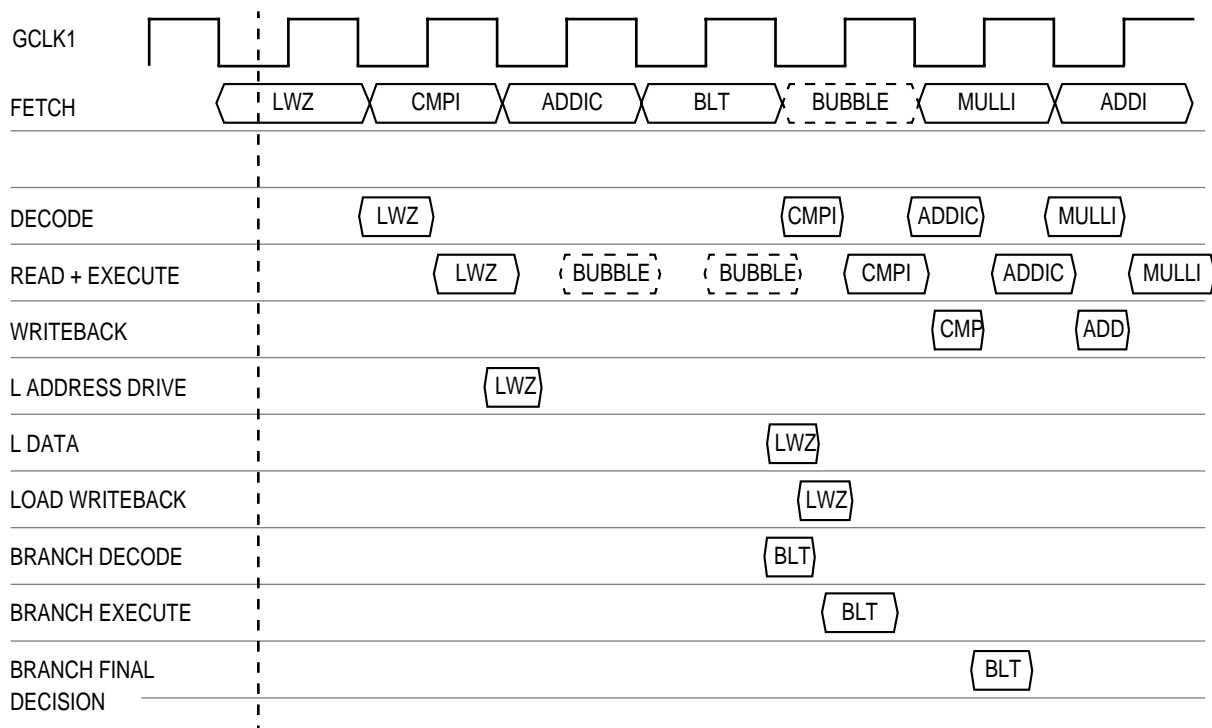 GCLK1
FETCH LWZ CMPI ADDIC BLT BUBBLE MULLI ADDI
DECODE LWZ CMPI ADDIC MULLI
READ + EXECUTE LWZ BUBBLE BUBBLE CMPI ADDIC MULLI
WRITEBACK CMP ADD
L ADDRESS DRIVE LWZ
L DATA LWZ
LOAD WRITEBACK LWZ
BRANCH DECODE BLT
BRANCH EXECUTE BLT
BRANCH FINAL BLT
DECISION